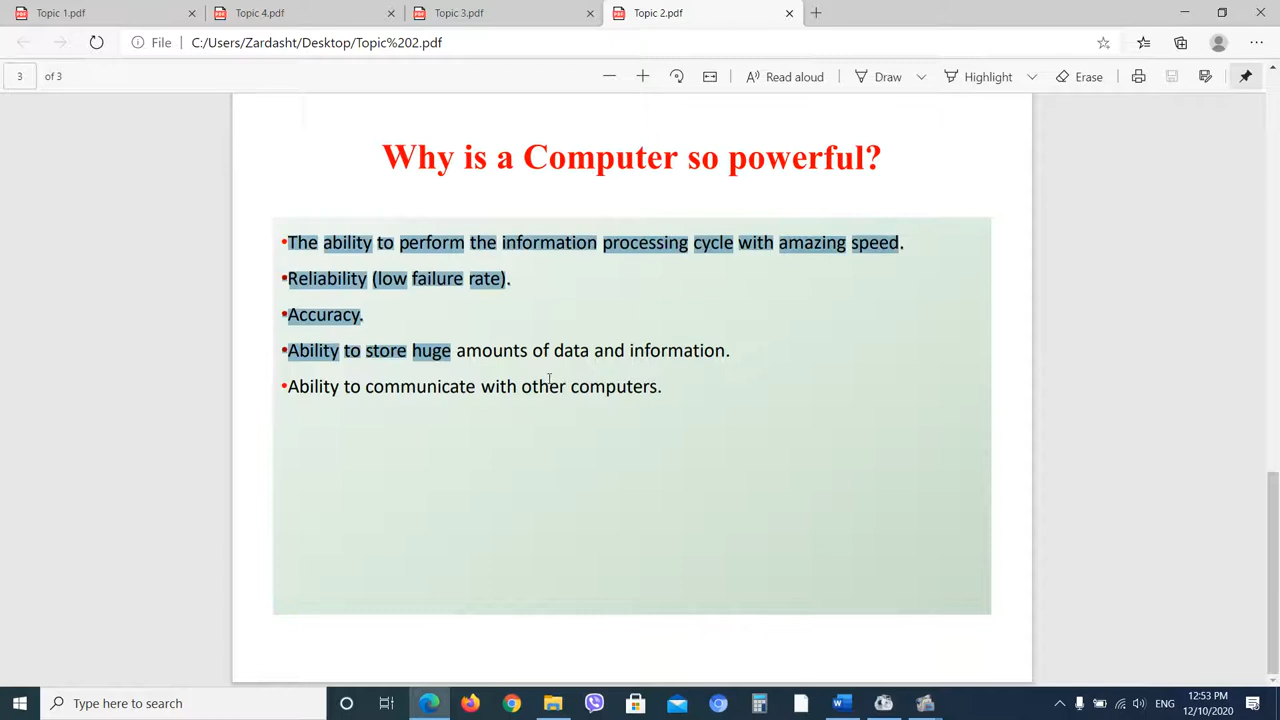 Topic 1.pdf
Topic 4.pdf
Topic 3.pdf
Topic 2.pdf
File
C:/Users/Zardasht/Desktop/Topic%202.pdf
3
of 3
Read aloud
Draw
Highlight
Erase
Why is a Computer so powerful?
•The ability to perform the information processing cycle with amazing speed.
•Reliability (low failure rate).
•Accuracy.
•Ability to store huge amounts of data and information.
•Ability to communicate with other computers.
Type here to search
ENG
12:53 PM
12/10/2020